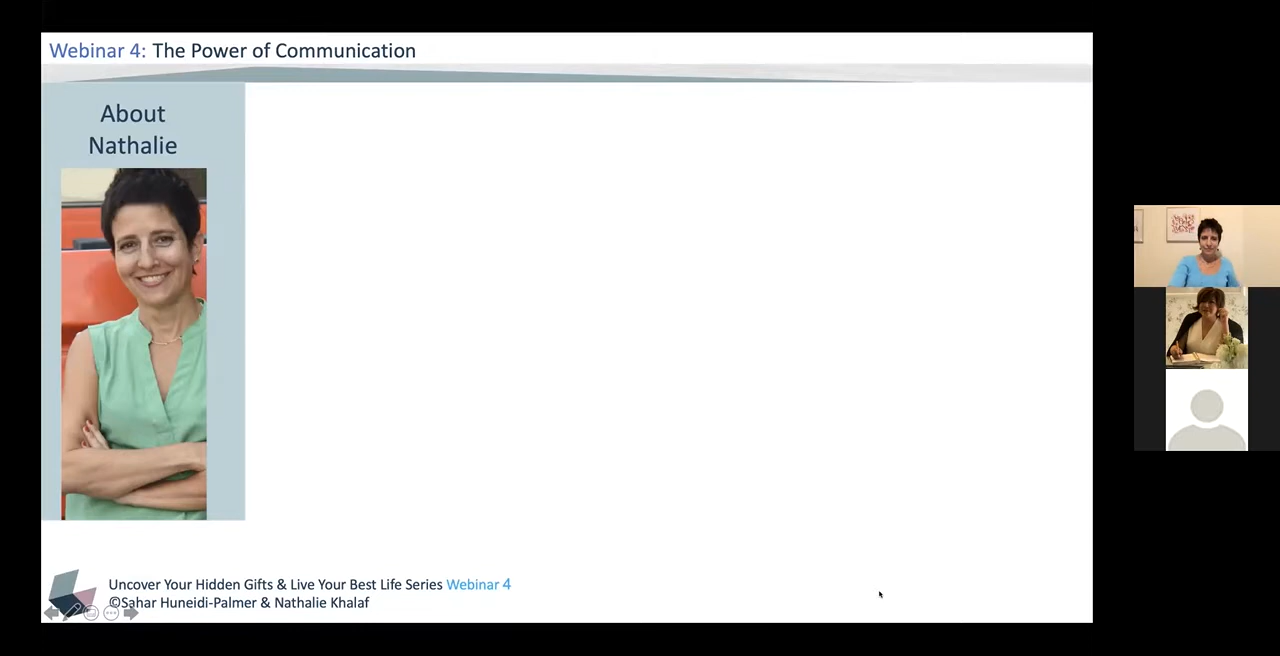 Webinar 4: The Power of Communication
About
Nathalie
Uncover Your Hidden Gifts & Live Your Best Life Series Webinar 4
©Sahar Huneidi-Palmer & Nathalie Khalaf